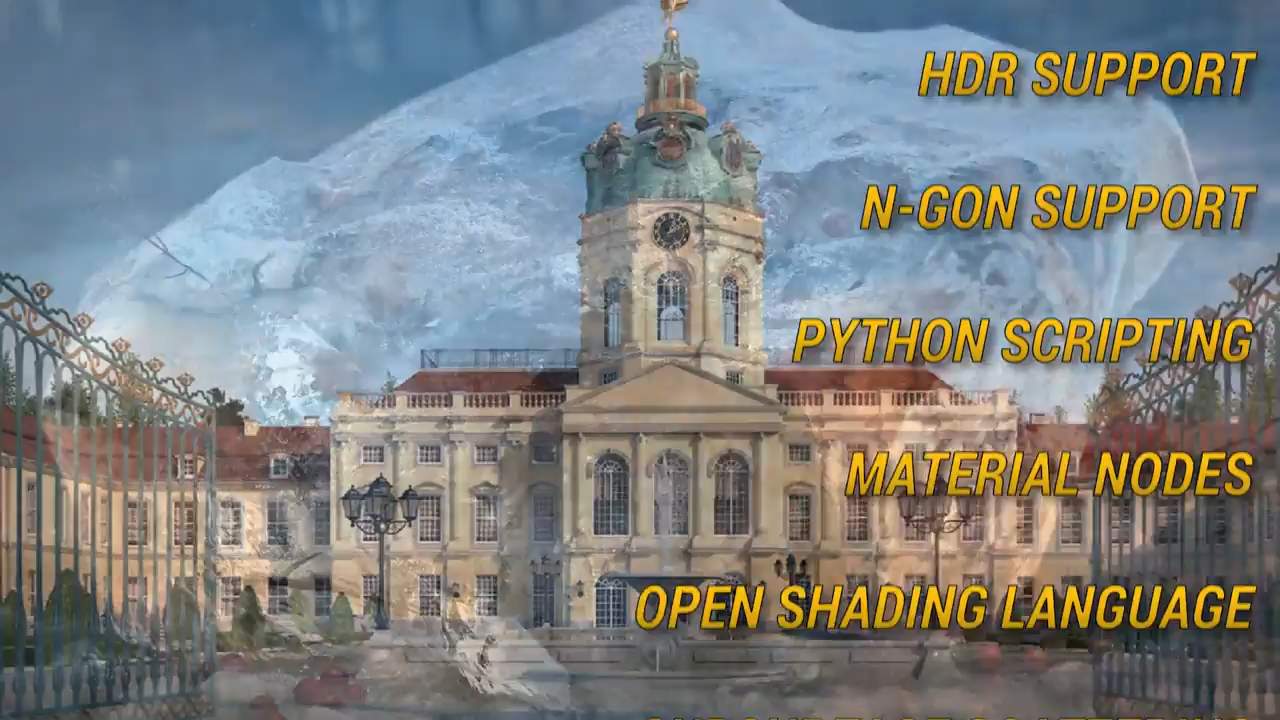 HDR SUPPORT
N-GON SUPPORT
PYTHON SCRIPTING
MATERIAL NODES
OPEN SHADING LANGUAGE